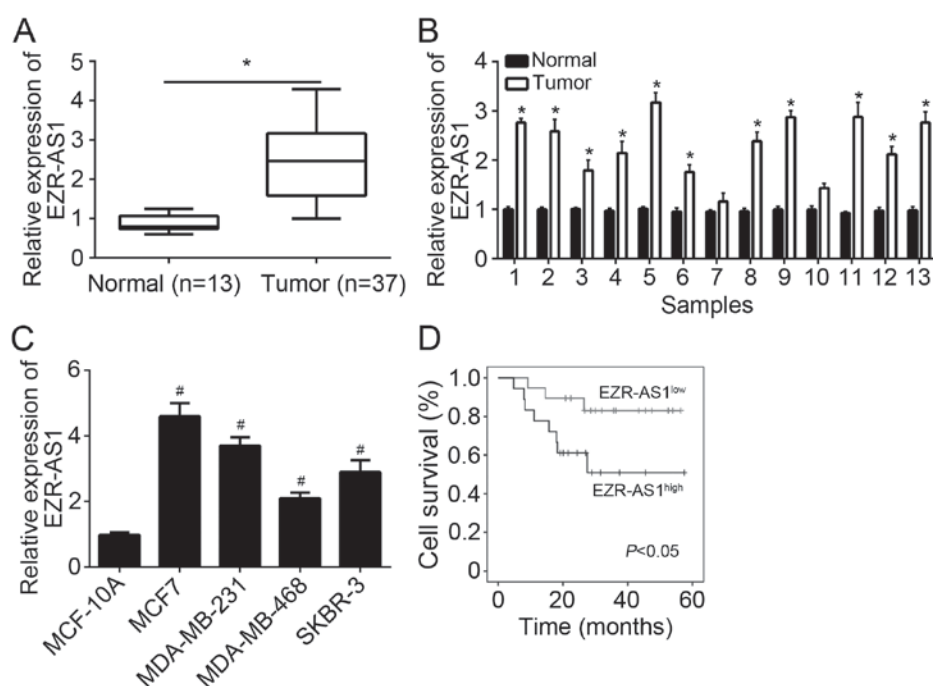 A
Relative expression of
EZR-AS1
5
4
3
2
1
0
*
Normal (n=13)
Tumor (n=37)
B
Relative expression of
EZR-AS1
4
3
2
1
0
Normal
Tumor
* * * * * * * * * * *
1 2 3 4 5 6 7 8 9 10 11 12 13
Samples
C
Relative expression of
EZR-AS1
6
4
2
0
# # # #
MCF-10A
MCF7
MDA-MB-231
MDA-MB-468
SKBR-3
D
Cell survival (%)
1.0
0.8
0.6
0.4
0.2
0
EZR-AS1low
EZR-AS1high
P<0.05
0 20 40 60
Time (months)